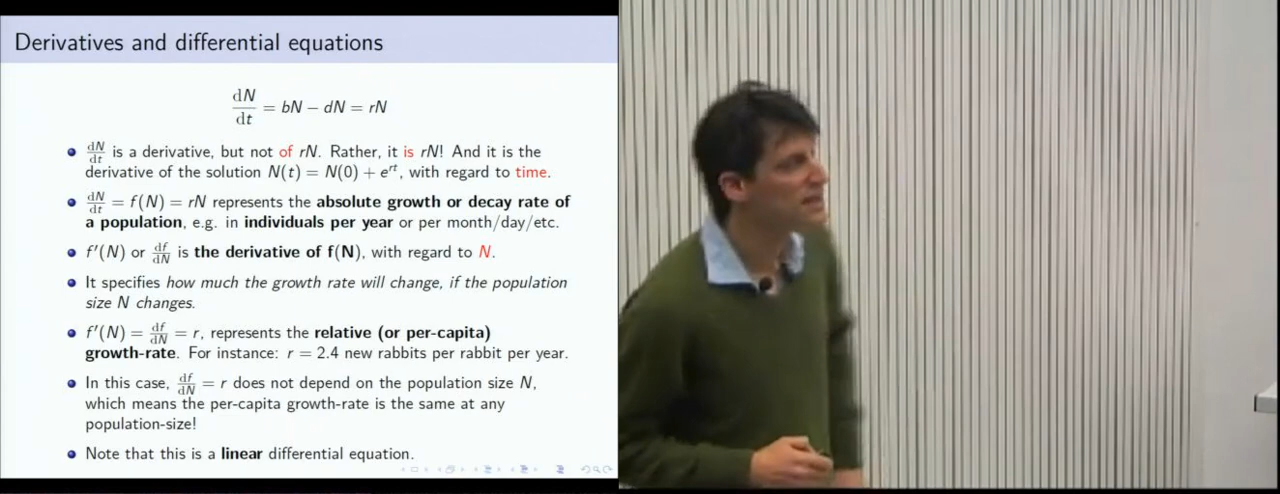 Derivatives and differential equations
dN/dt = bN − dN = rN
dN/dt is a derivative, but not of rN. Rather, it is rN! And it is the
derivative of the solution N(t) = N(0) + e^rt, with regard to time.
dN/dt = f(N) = rN represents the absolute growth or decay rate of
a population, e.g. in individuals per year or per month/day/etc.
f′(N) or df/dN is the derivative of f(N), with regard to N.
It specifies how much the growth rate will change, if the population
size N changes.
f′(N) = df/dN = r, represents the relative (or per-capita)
growth-rate. For instance: r = 2.4 new rabbits per rabbit per year.
In this case, df/dN = r does not depend on the population size N,
which means the per-capita growth-rate is the same at any
population-size!
Note that this is a linear differential equation.